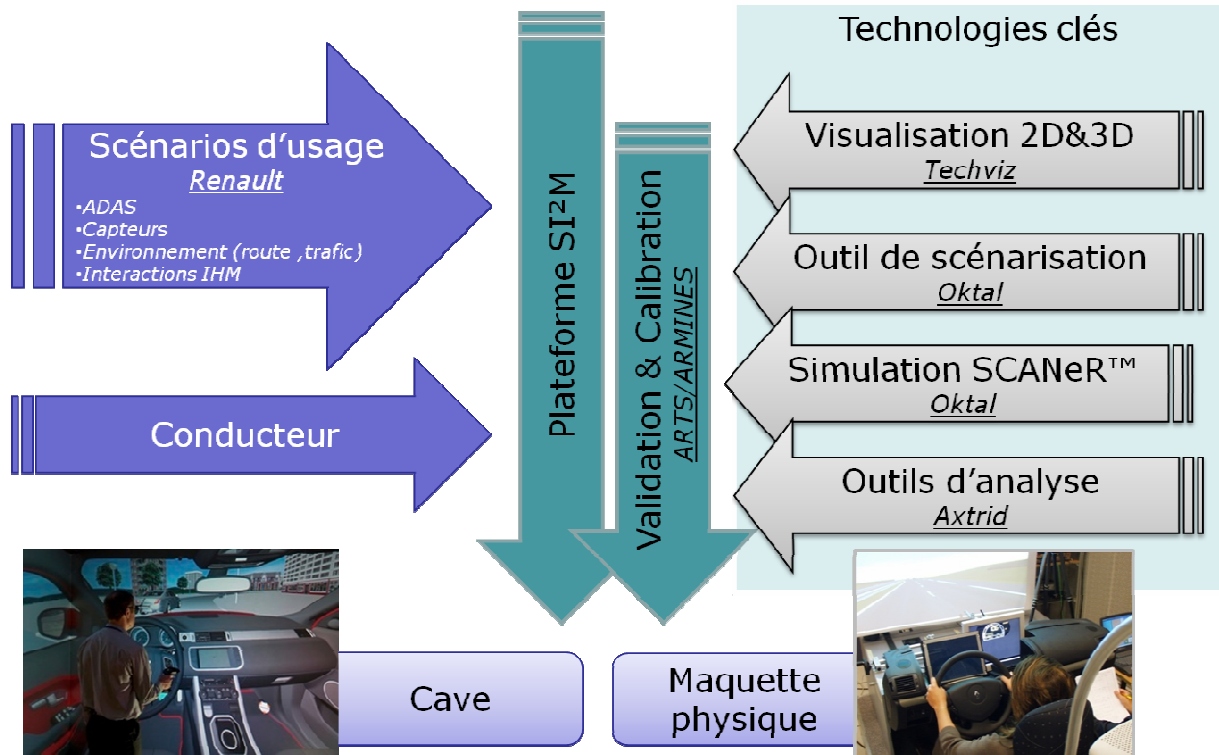 Scénarios d'usage
Renault
•ADAS
•Capteurs
•Environnement (route ,trafic)
•Interactions IHM
Conducteur
Plateforme SI²M
Validation & Calibration
ARTS/ARMINES
Technologies clés
Visualisation 2D&3D
Techviz
Outil de scénarisation
Oktal
Simulation SCANeR™
Oktal
Outils d'analyse
Axtrid
Cave
Maquette
physique